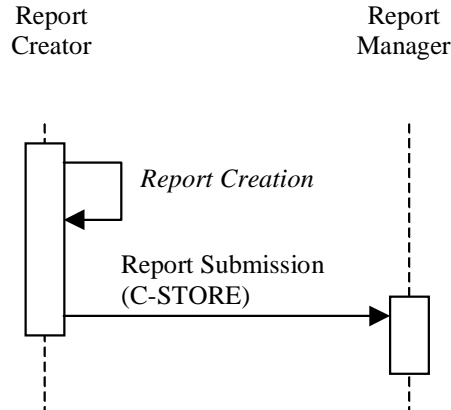 Report
Creator
Report
Manager
Report Creation
Report Submission
(C-STORE)